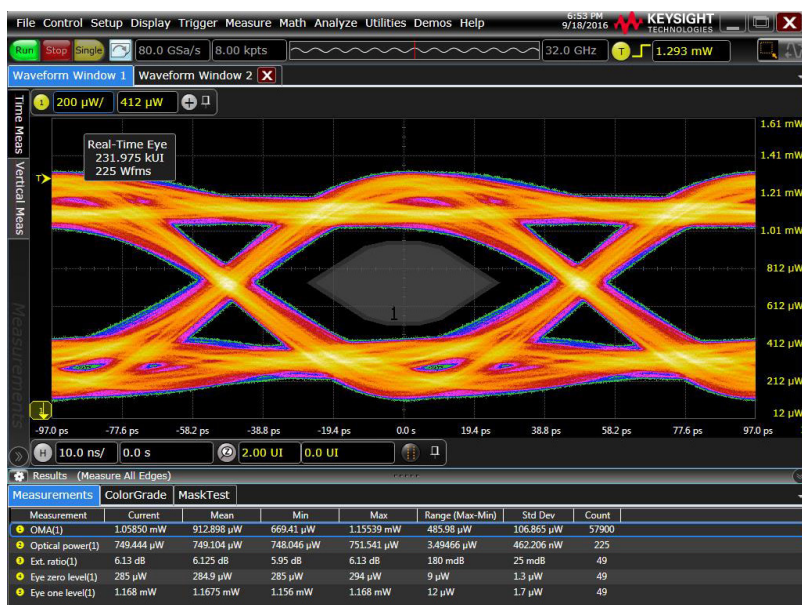 File Control Setup Display Trigger Measure Math Analyze Utilities Demos Help
6:53 PM
9/18/2016
KEYSIGHT
TECHNOLOGIES
Run Stop Single 80.0 GSa/s 8.00 kpts 32.0 GHz T 1.293 mW
Waveform Window 1 Waveform Window 2 X
Time Meas
Vertical Meas
Measurements
1 200 µW/ 412 µW +
Real-Time Eye
231.975 kUI
225 Wfms
T
1
1
1.61 mW
1.41 mW
1.21 mW
1.01 mW
812 µW
612 µW
412 µW
212 µW
12 µW
-97.0 ps -77.6 ps -58.2 ps -38.8 ps -19.4 ps 0.0 s 19.4 ps 38.8 ps 58.2 ps 77.6 ps 97.0 ps
H 10.0 ns/ 0.0 s 2.00 UI 0.0 UI
Results (Measure All Edges)
Measurements ColorGrade MaskTest
Measurement Current Mean Min Max Range (Max-Min) Std Dev Count
OMA(1) 1.05850 mW 912.898 µW 669.41 µW 1.15539 mW 485.98 µW 106.865 µW 57900
Optical power(1) 749.444 µW 749.104 µW 748.046 µW 751.541 µW 3.49466 µW 462.206 nW 225
Ext. ratio(1) 6.13 dB 6.125 dB 5.95 dB 6.13 dB 180 mdB 25 mdB 49
Eye zero level(1) 285 µW 284.9 µW 285 µW 294 µW 9 µW 1.3 µW 49
Eye one level(1) 1.168 mW 1.1675 mW 1.156 mW 1.168 mW 12 µW 1.7 µW 49